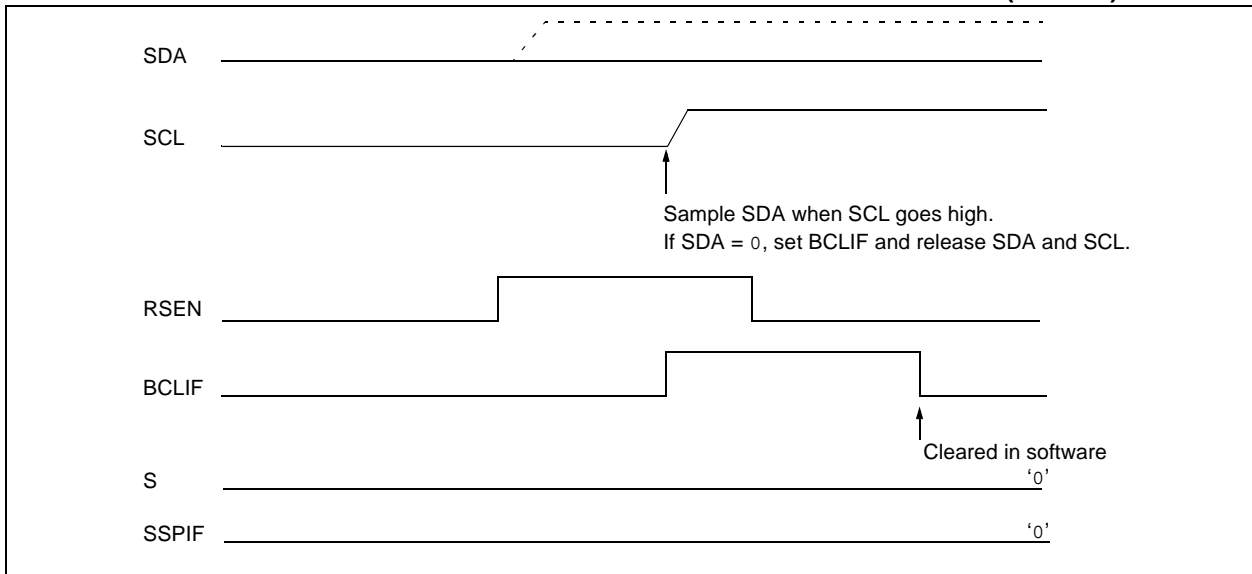 SDA
SCL
Sample SDA when SCL goes high.
If SDA = 0, set BCLIF and release SDA and SCL.
RSEN
BCLIF
Cleared in software
S
‘0’
SSPIF
‘0’